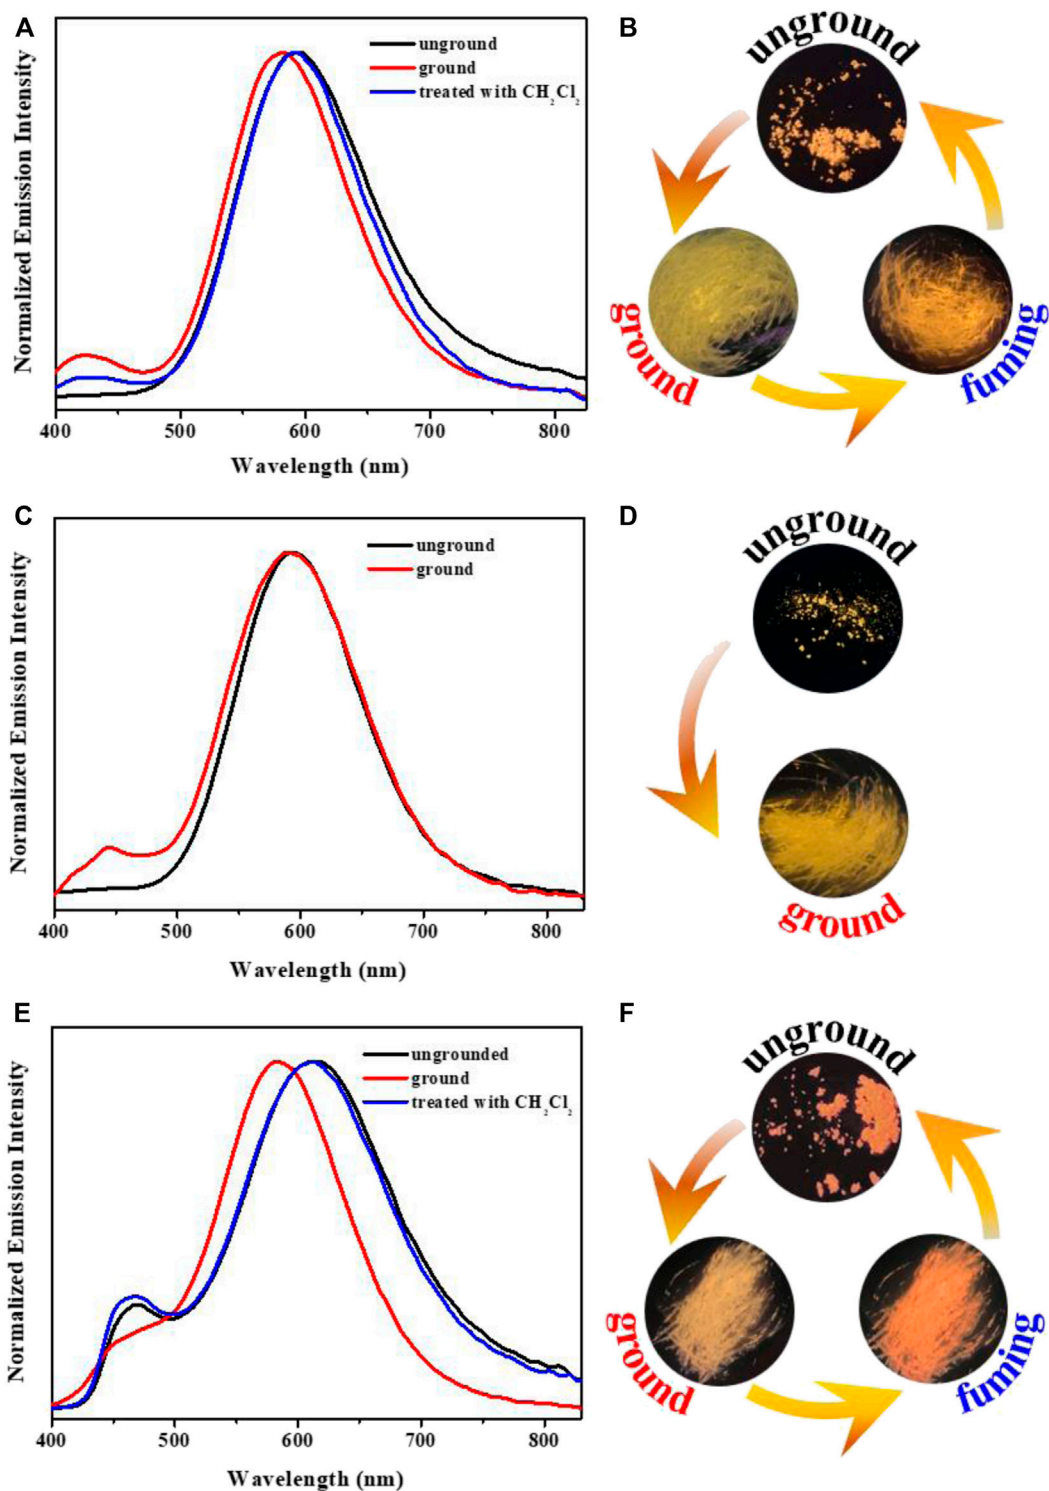 A
Normalized Emission Intensity
unground
ground
treated with CH₂Cl₂
400 500 600 700 800
Wavelength (nm)
B
unground
ground
fuming
C
Normalized Emission Intensity
unground
ground
400 500 600 700 800
Wavelength (nm)
D
unground
ground
E
Normalized Emission Intensity
ungrounded
ground
treated with CH₂Cl₂
400 500 600 700 800
Wavelength (nm)
F
unground
ground
fuming